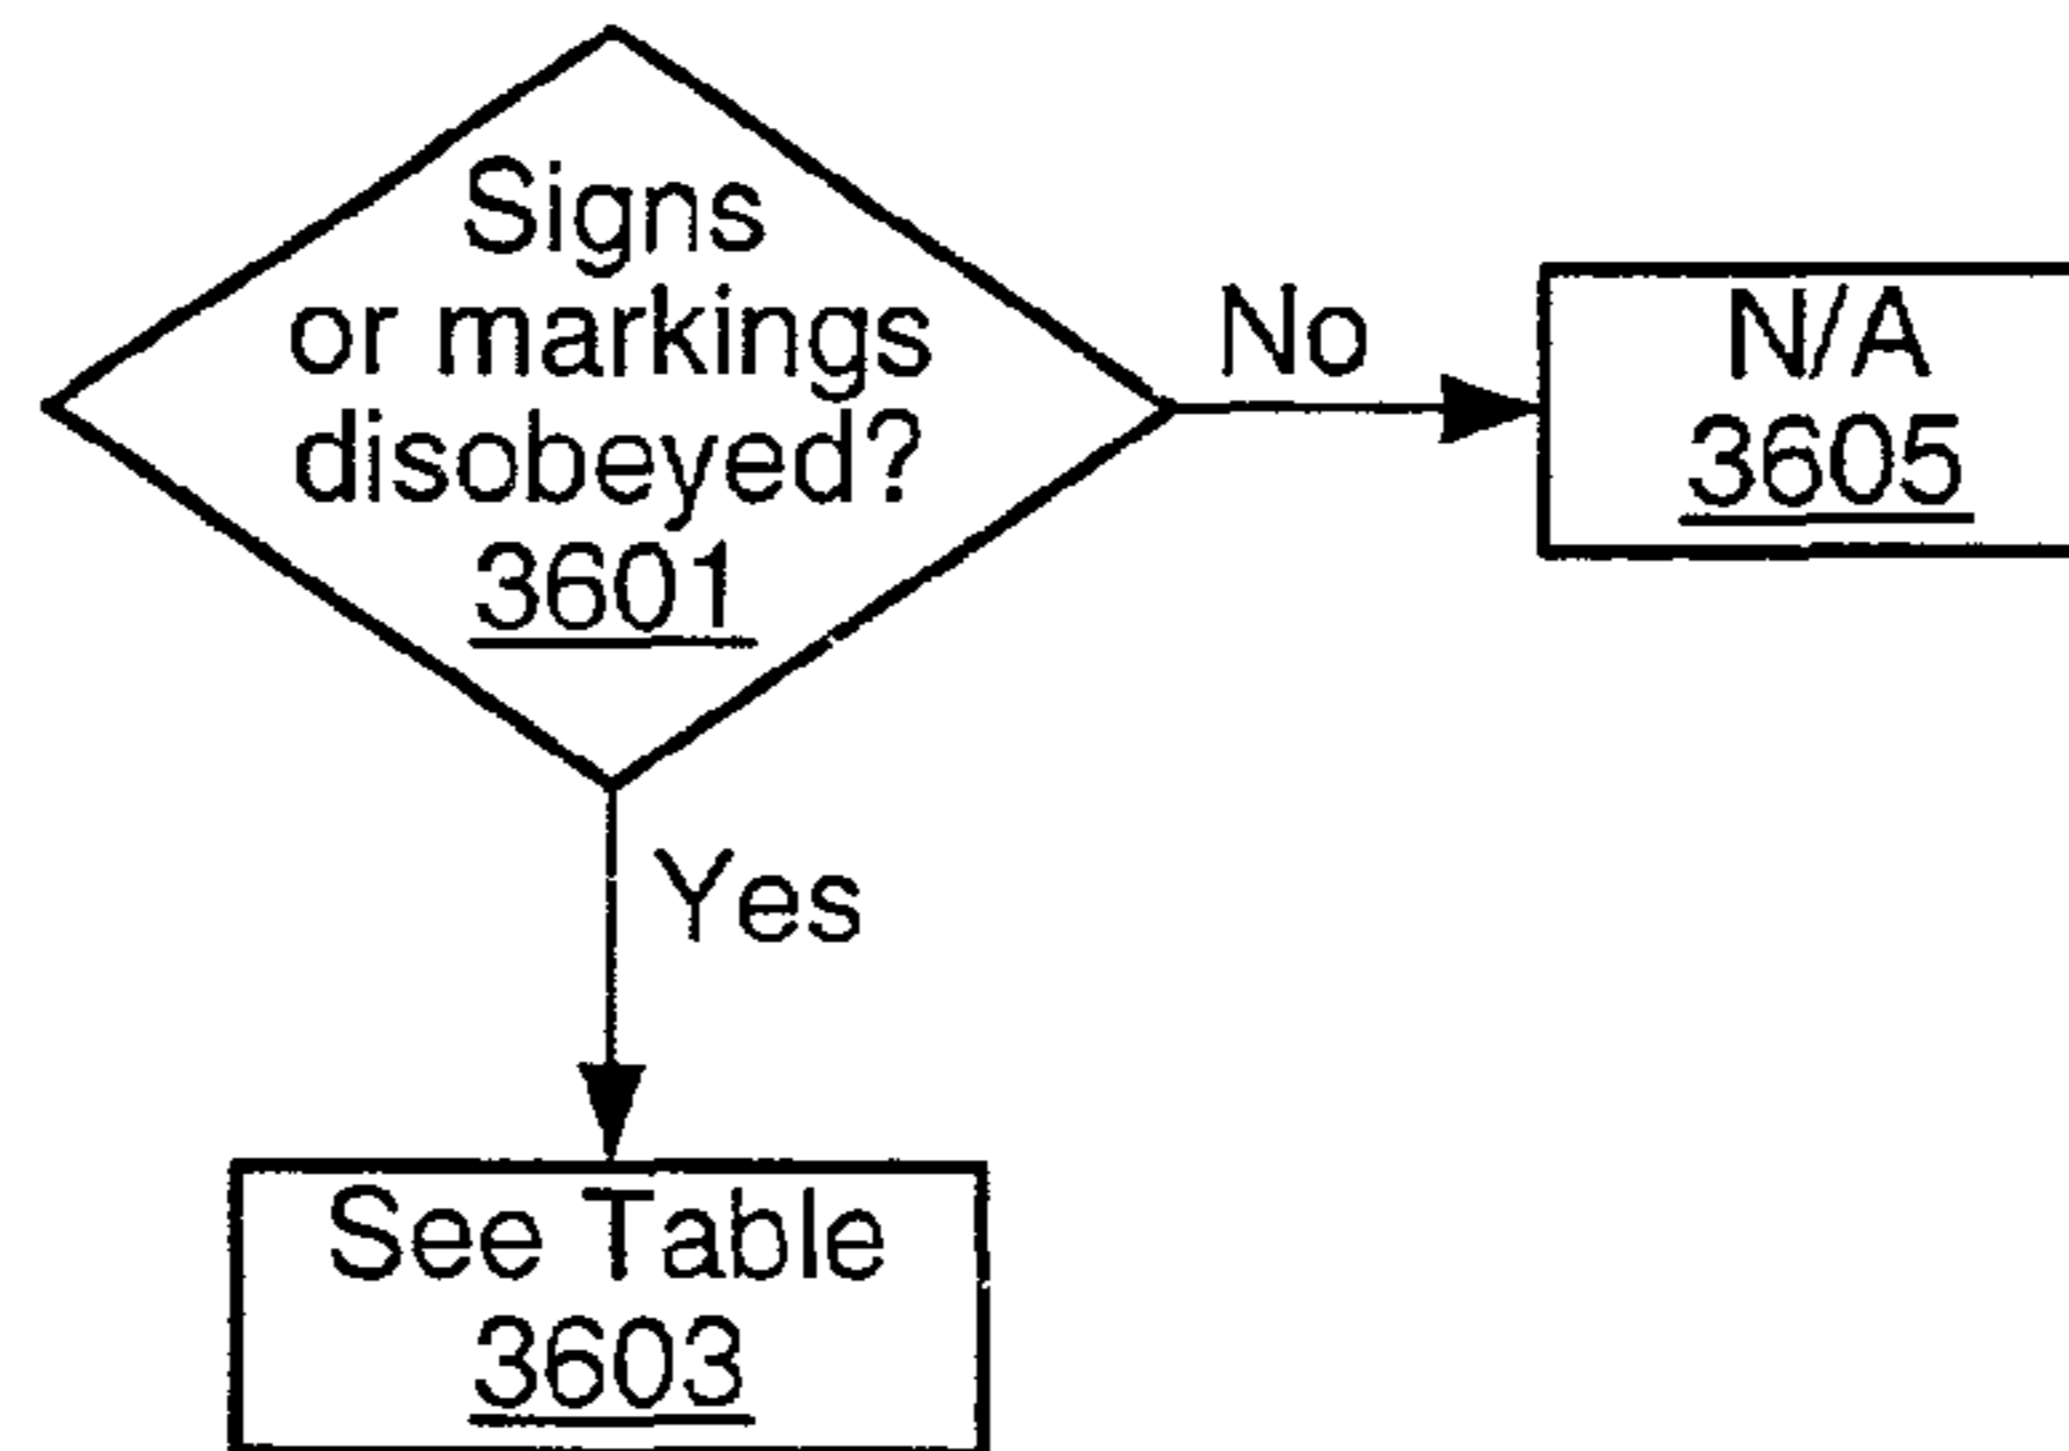 Signs
or markings
disobeyed?
3601
No
N/A
3605
Yes
See Table
3603